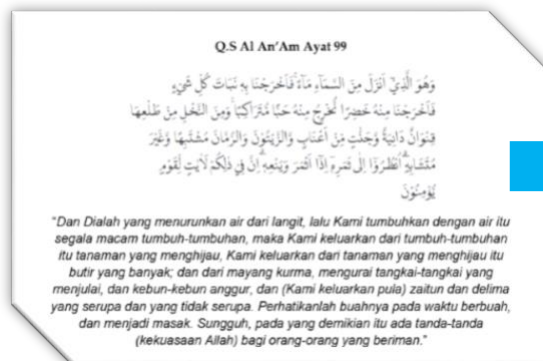 Q.S Al An'Am Ayat 99
وَهُوَ الَّذِيْٓ اَنْزَلَ مِنَ السَّمَاۤءِ مَاۤءً فَاَخْرَجْنَا بِهٖ نَبَاتَ كُلِّ شَيْءٍ
فَاَخْرَجْنَا مِنْهُ خَضِرًا نُّخْرِجُ مِنْهُ حَبًّا مُّتَرَاكِبًا وَمِنَ النَّخْلِ مِنْ طَلْعِهَا
قِنْوَانٌ دَانِيَةٌ وَّجَنّٰتٍ مِّنْ اَعْنَابٍ وَّالزَّيْتُوْنَ وَالرُّمَّانَ مُشْتَبِهًا وَّغَيْرَ
مُتَشَابِهٍ اُنْظُرُوْٓا اِلٰى ثَمَرِهٖٓ اِذَآ اَثْمَرَ وَيَنْعِهٖ اِنَّ فِيْ ذٰلِكُمْ لَاٰيٰتٍ لِّقَوْمٍ
يُّؤْمِنُوْنَ
"Dan Dialah yang menurunkan air dari langit, lalu Kami tumbuhkan dengan air itu
segala macam tumbuh-tumbuhan, maka Kami keluarkan dari tumbuh-tumbuhan
itu tanaman yang menghijau, Kami keluarkan dari tanaman yang menghijau itu
butir yang banyak; dan dari mayang kurma, mengurai tangkai-tangkai yang
menjulai, dan kebun-kebun anggur, dan (Kami keluarkan pula) zaitun dan delima
yang serupa dan yang tidak serupa. Perhatikanlah buahnya pada waktu berbuah,
dan menjadi masak. Sungguh, pada yang demikian itu ada tanda-tanda
(kekuasaan Allah) bagi orang-orang yang beriman."